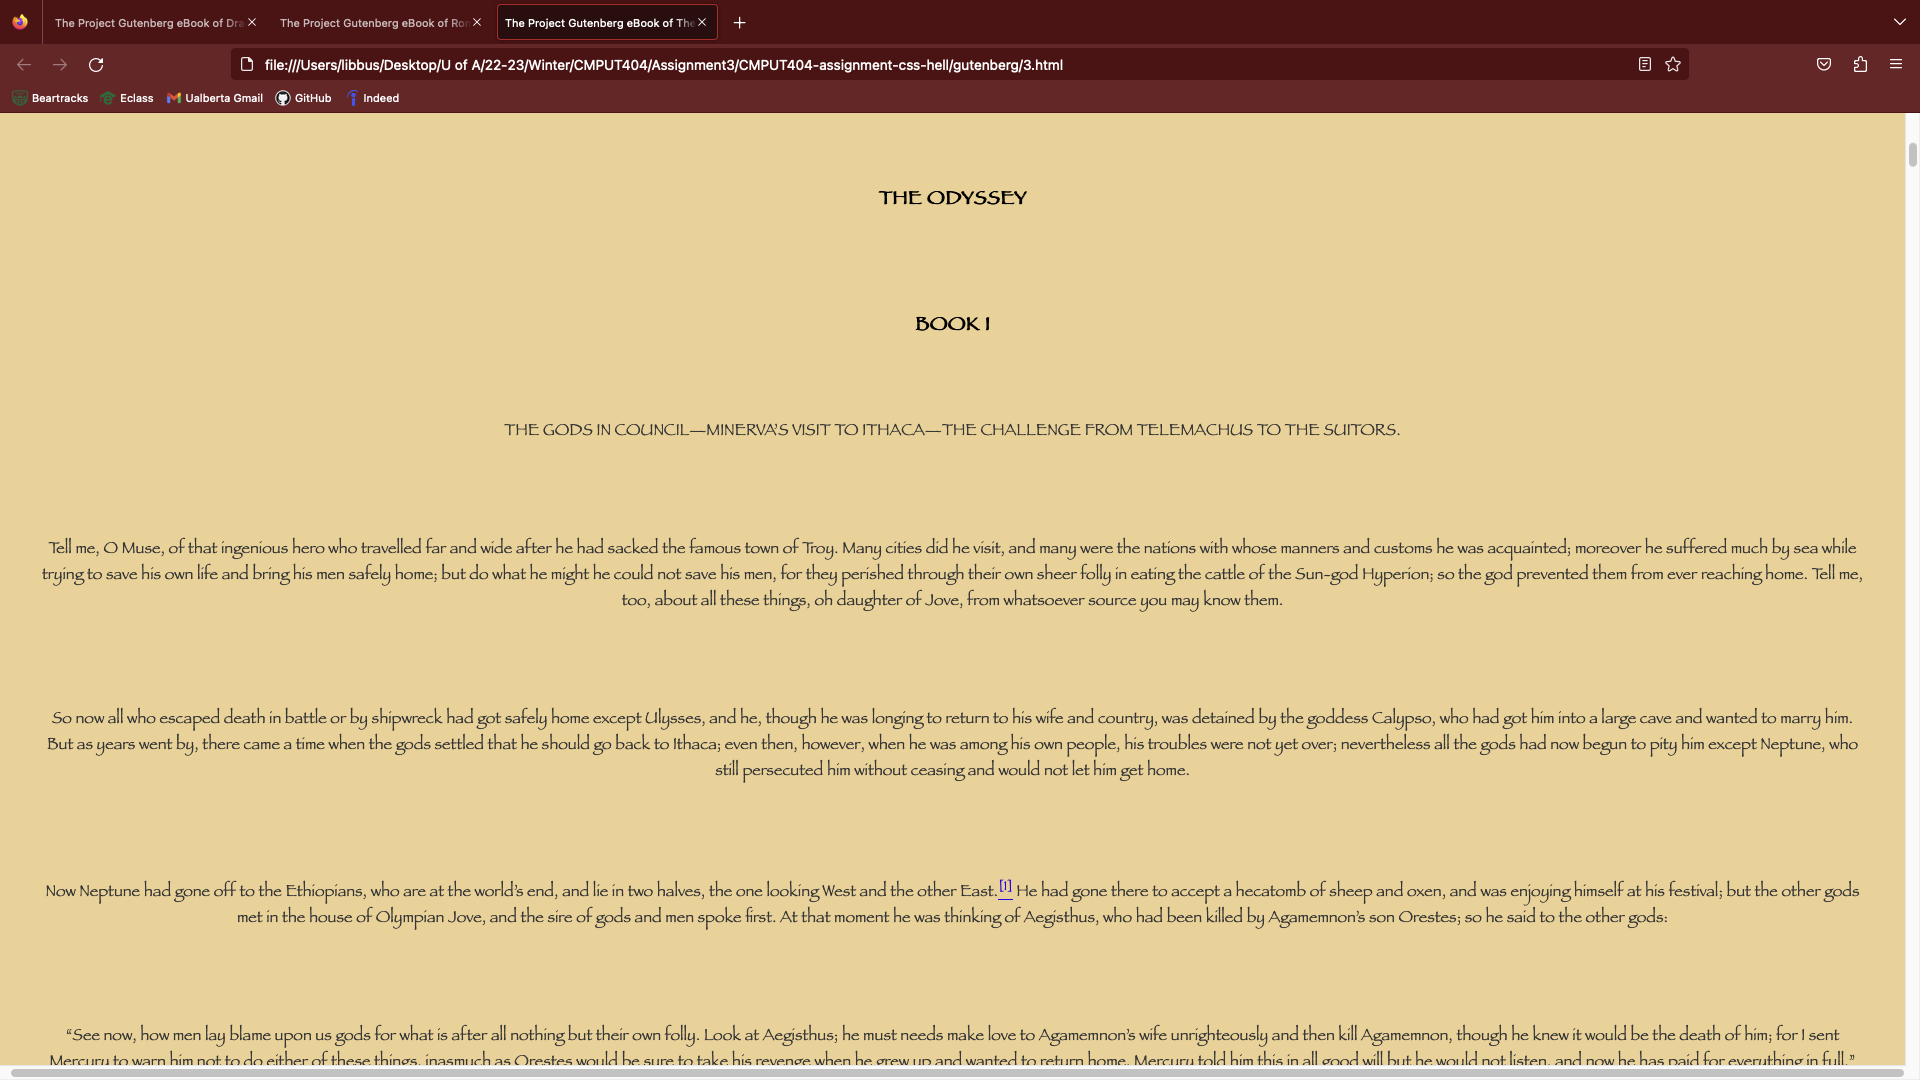 The Project Gutenberg eBook of Dra
The Project Gutenberg eBook of Ron
The Project Gutenberg eBook of The
file:///Users/libbus/Desktop/U of A/22-23/Winter/CMPUT404/Assignment3/CMPUT404-assignment-css-hell/gutenberg/3.html
Beartracks Eclass Ualberta Gmail GitHub Indeed
THE ODYSSEY
BOOK I
THE GODS IN COUNCIL—MINERVA’S VISIT TO ITHACA—THE CHALLENGE FROM TELEMACHUS TO THE SUITORS.
Tell me, O Muse, of that ingenious hero who travelled far and wide after he had sacked the famous town of Troy. Many cities did he visit, and many were the nations with whose manners and customs he was acquainted; moreover he suffered much by sea while
trying to save his own life and bring his men safely home; but do what he might he could not save his men, for they perished through their own sheer folly in eating the cattle of the Sun-god Hyperion; so the god prevented them from ever reaching home. Tell me,
too, about all these things, oh daughter of Jove, from whatsoever source you may know them.
So now all who escaped death in battle or by shipwreck had got safely home except Ulysses, and he, though he was longing to return to his wife and country, was detained by the goddess Calypso, who had got him into a large cave and wanted to marry him.
But as years went by, there came a time when the gods settled that he should go back to Ithaca; even then, however, when he was among his own people, his troubles were not yet over; nevertheless all the gods had now begun to pity him except Neptune, who
still persecuted him without ceasing and would not let him get home.
Now Neptune had gone off to the Ethiopians, who are at the world’s end, and lie in two halves, the one looking West and the other East.[1] He had gone there to accept a hecatomb of sheep and oxen, and was enjoying himself at his festival; but the other gods
met in the house of Olympian Jove, and the sire of gods and men spoke first. At that moment he was thinking of Aegisthus, who had been killed by Agamemnon’s son Orestes; so he said to the other gods:
“See now, how men lay blame upon us gods for what is after all nothing but their own folly. Look at Aegisthus; he must needs make love to Agamemnon’s wife unrighteously and then kill Agamemnon, though he knew it would be the death of him; for I sent
Mercury to warn him not to do either of these things, inasmuch as Orestes would be sure to take his revenge when he grew up and wanted to return home. Mercury told him this in all good will but he would not listen, and now he has paid for everything in full.”